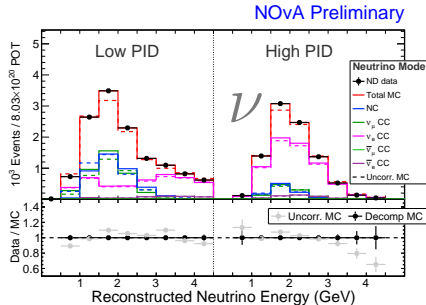 NOvA Preliminary
10³ Events / 8.03×10²⁰ POT
5
4
3
2
1
Low PID
High PID
ν
Neutrino Mode
ND data
Total MC
NC
ν_μ CC
ν_e CC
ν̄_μ CC
ν̄_e CC
Uncorr. MC
Data / MC
1.2
1.0
0.8
0.6
Uncorr. MC
Decomp MC
1 2 3 4 1 2 3 4
Reconstructed Neutrino Energy (GeV)